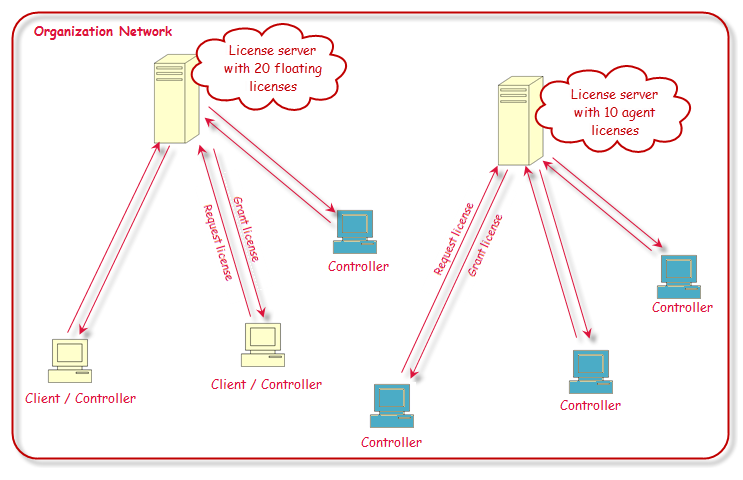 Organization Network
License server
with 20 floating
licenses
License server
with 10 agent
licenses
Request license
Grant license
Controller
Request license
Grant license
Controller
Client / Controller
Client / Controller
Controller
Controller